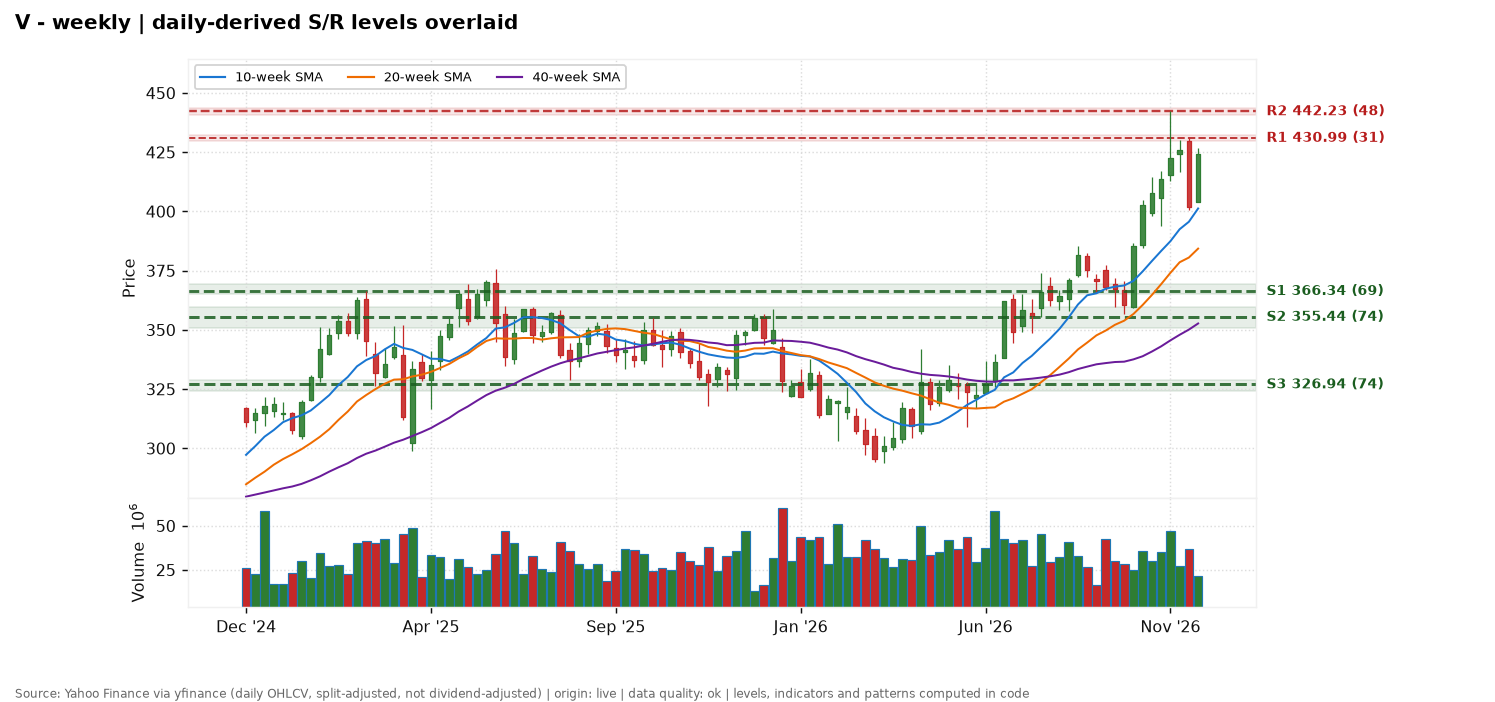 V - weekly | daily-derived S/R levels overlaid
10-week SMA
20-week SMA
40-week SMA
Price
450
425
400
375
350
325
300
R2 442.23 (48)
R1 430.99 (31)
S1 366.34 (69)
S2 355.44 (74)
S3 326.94 (74)
Volume 10⁶
50
25
Dec '24
Apr '25
Sep '25
Jan '26
Jun '26
Nov '26
Source: Yahoo Finance via yfinance (daily OHLCV, split-adjusted, not dividend-adjusted) | origin: live | data quality: ok | levels, indicators and patterns computed in code